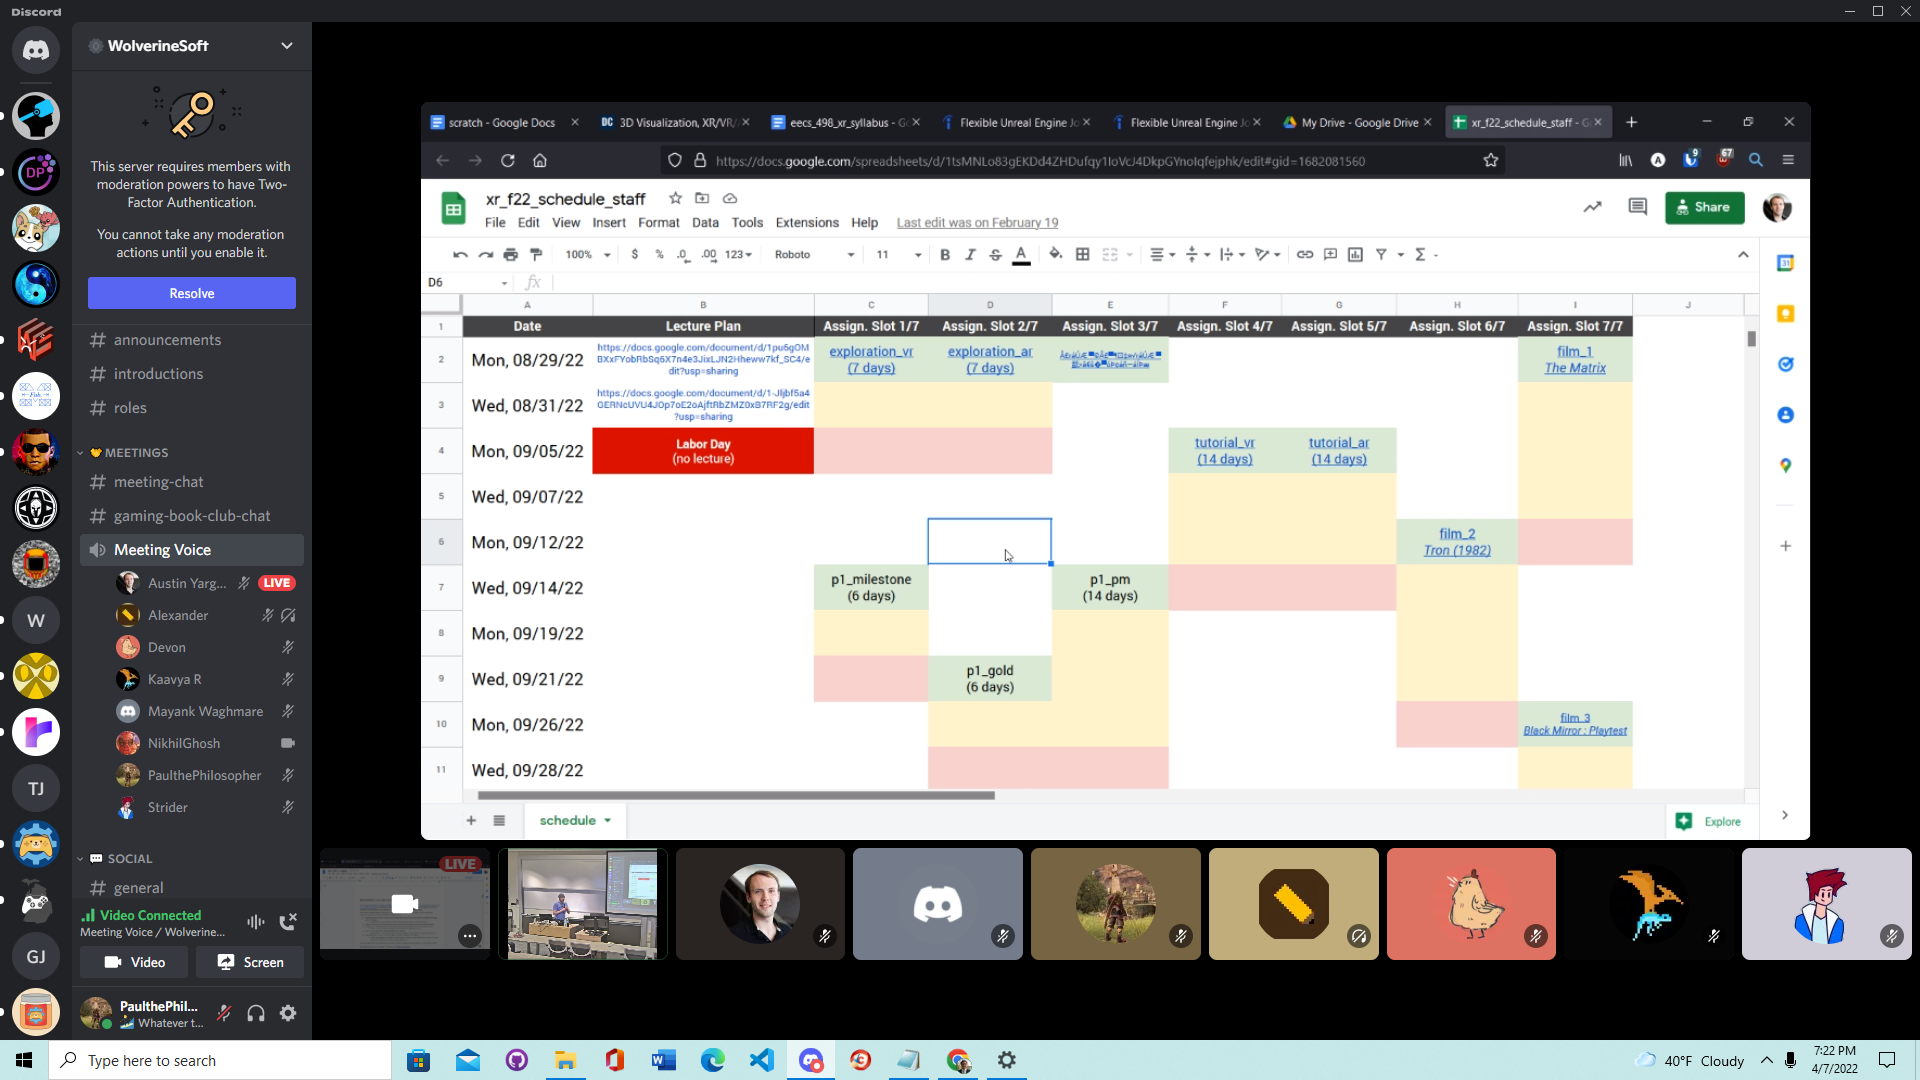 Discord
WolverineSoft
This server requires members with
moderation powers to have Two-
Factor Authentication.
You cannot take any moderation
actions until you enable it.
Resolve
announcements
introductions
roles
MEETINGS
meeting-chat
gaming-book-club-chat
Meeting Voice
Austin Yarg... LIVE
Alexander
Devon
Kaavya R
Mayank Waghmare
NikhilGhosh
PaulthePhilosopher
Strider
SOCIAL
general
Video Connected
Meeting Voice / Wolverine...
Video Screen
PaulthePhil...
Whatever t...
DP
W
TJ
GJ
scratch - Google Docs
DC 3D Visualization, XR/VR/
eecs_498_xr_syllabus - G
Flexible Unreal Engine Jo
Flexible Unreal Engine Jo
My Drive - Google Drive
xr_f22_schedule_staff - G
https://docs.google.com/spreadsheets/d/1tsMNLo83gEKDd4ZHDufqy1IoVcJ4DkpGYnoIqfejphk/edit#gid=1682081560
A 9 67
xr_f22_schedule_staff
File Edit View Insert Format Data Tools Extensions Help Last edit was on February 19
Share
100% $ % .0 .00 123 Roboto 11 B I S A
D6 fx
A B C D E F G H I J
1 Date Lecture Plan Assign. Slot 1/7 Assign. Slot 2/7 Assign. Slot 3/7 Assign. Slot 4/7 Assign. Slot 5/7 Assign. Slot 6/7 Assign. Slot 7/7
2 Mon, 08/29/22
https://docs.google.com/document/d/1pu6gOM
BXxFYobRbSq6X7n4e3JixLJN2Hheww7kf_SC4/e
dit?usp=sharing
exploration_vr
(7 days)
exploration_ar
(7 days)
film_1
The Matrix
3 Wed, 08/31/22
https://docs.google.com/document/d/1-Jljbf5a4
GERNcUVU4JOp7oE2oAjftRbZMZ0xB7RF2g/edit
?usp=sharing
4 Mon, 09/05/22
Labor Day
(no lecture)
tutorial_vr
(14 days)
tutorial_ar
(14 days)
5 Wed, 09/07/22
6 Mon, 09/12/22
film_2
Tron (1982)
7 Wed, 09/14/22
p1_milestone
(6 days)
p1_pm
(14 days)
8 Mon, 09/19/22
9 Wed, 09/21/22
p1_gold
(6 days)
10 Mon, 09/26/22
film_3
Black Mirror : Playtest
11 Wed, 09/28/22
schedule
Explore
LIVE
Type here to search
40°F Cloudy
7:22 PM
4/7/2022